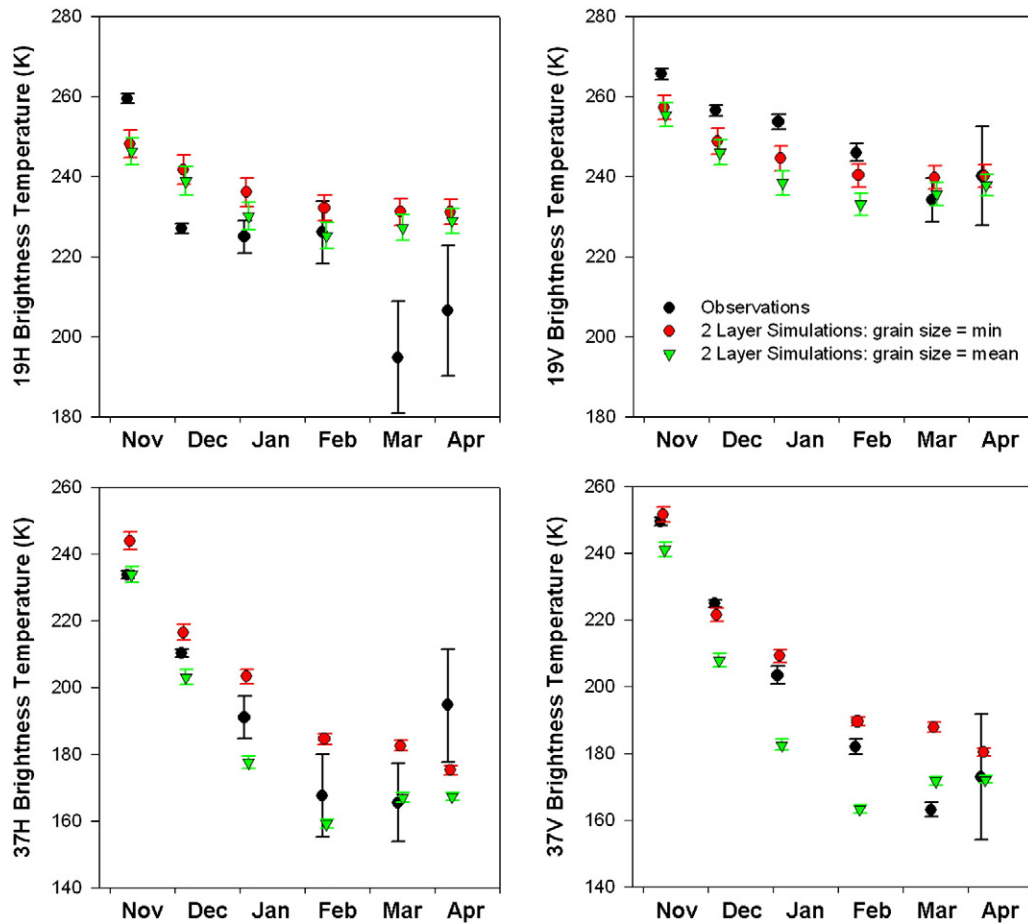 280
260
240
220
200
180
19H Brightness Temperature (K)
Nov Dec Jan Feb Mar Apr
280
260
240
220
200
180
19V Brightness Temperature (K)
Observations
2 Layer Simulations: grain size = min
2 Layer Simulations: grain size = mean
Nov Dec Jan Feb Mar Apr
260
240
220
200
180
160
140
37H Brightness Temperature (K)
Nov Dec Jan Feb Mar Apr
260
240
220
200
180
160
140
37V Brightness Temperature (K)
Nov Dec Jan Feb Mar Apr